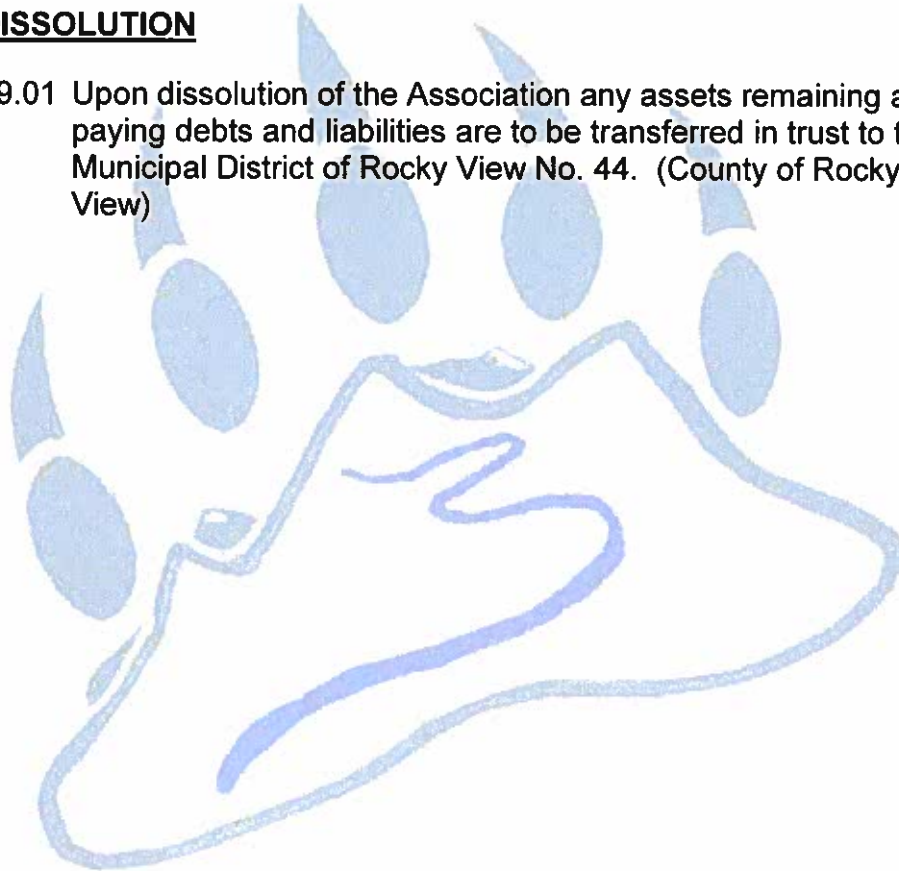 ISSOLUTION
9.01 Upon dissolution of the Association any assets remaining a
paying debts and liabilities are to be transferred in trust to t
Municipal District of Rocky View No. 44. (County of Rocky
View)